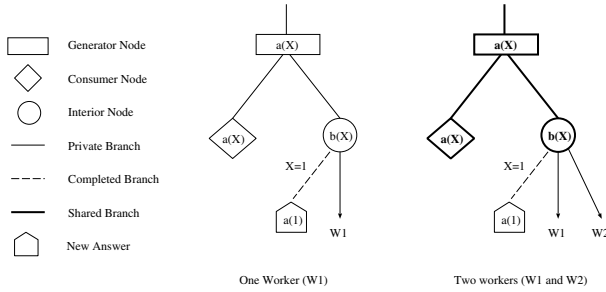 Generator Node
Consumer Node
Interior Node
Private Branch
Completed Branch
Shared Branch
New Answer
a(X)
a(X)
b(X)
X=1
a(1)
W1
One Worker (W1)
a(X)
a(X)
b(X)
X=1
a(1)
W1
W2
Two workers (W1 and W2)